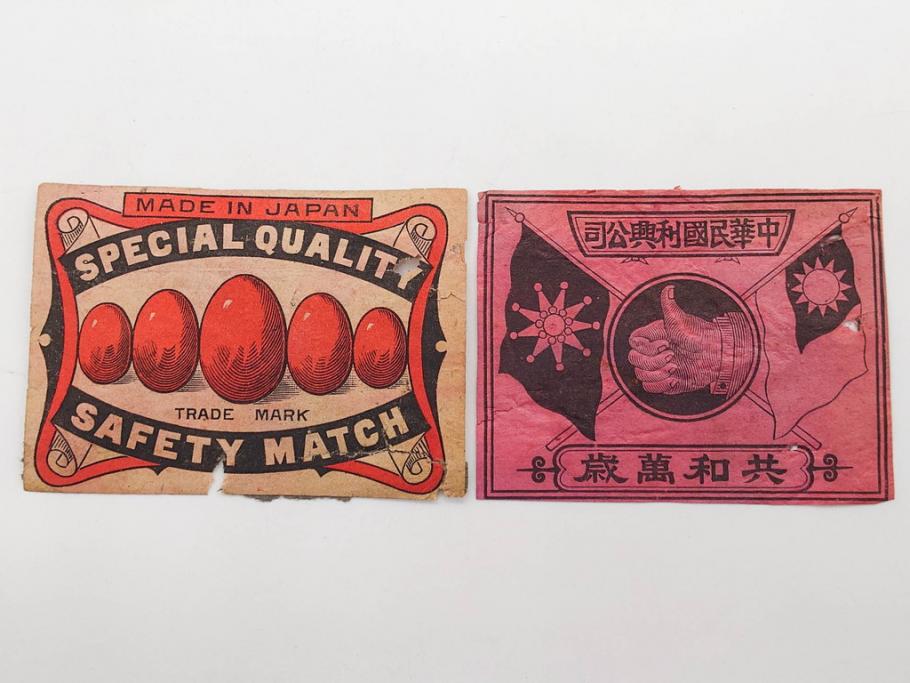 MADE IN JAPAN
SPECIAL QUALITY
TRADE MARK
SAFETY MATCH
中華民國利興公司
共和萬歲